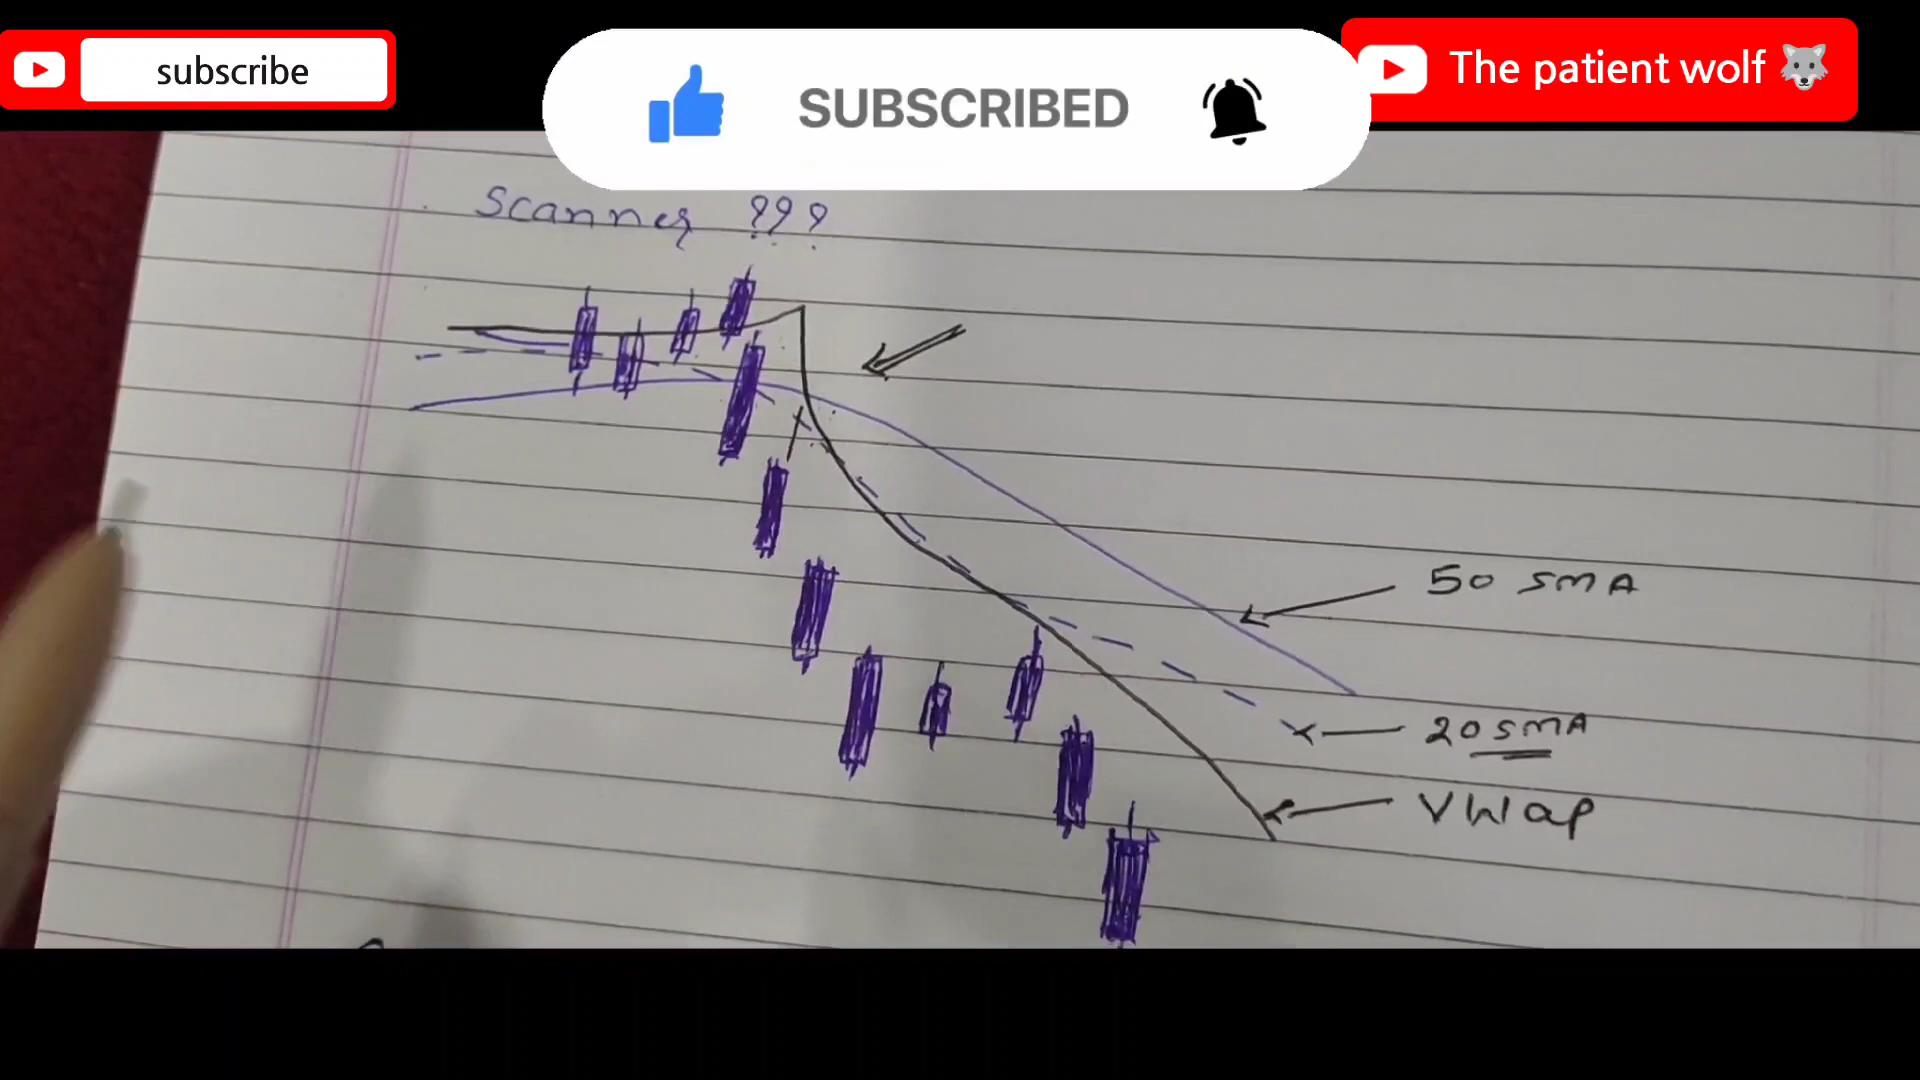 subscribe
SUBSCRIBED
The patient wolf
Scanner ???
50 SMA
20 SMA
VWap